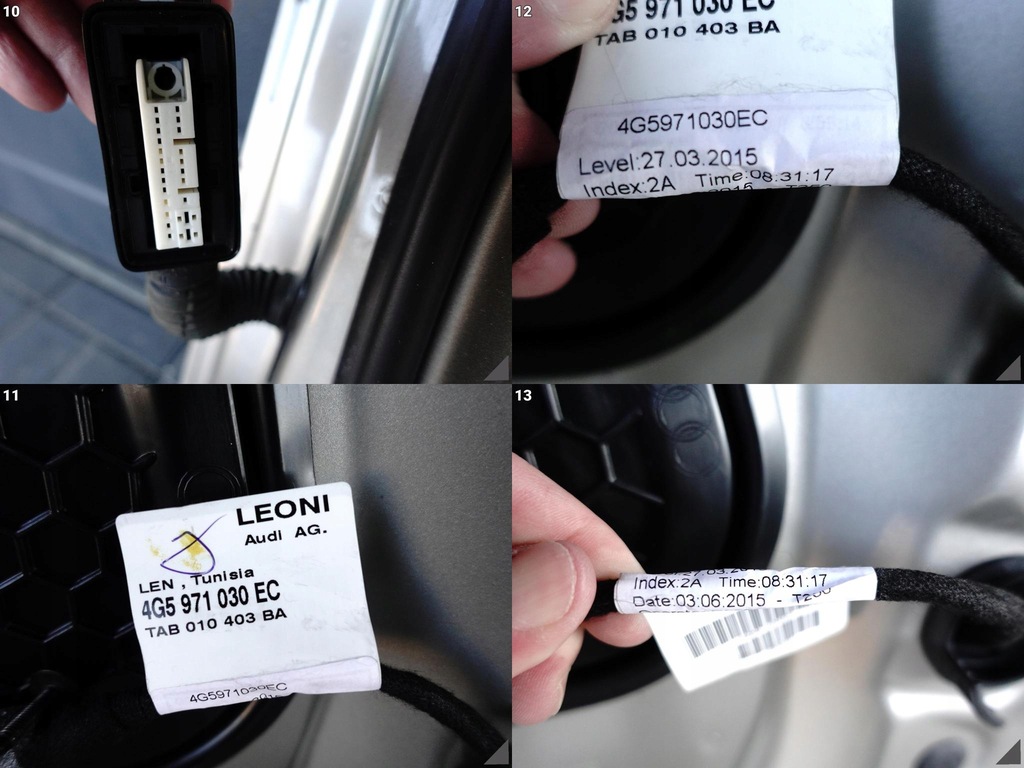 10
12
4G5 971 030 EC
TAB 010 403 BA
4G5971030EC
Level:27.03.2015
Index:2A Time:08:31:17
11
LEONI
Audi AG.
LEN , Tunisia
4G5 971 030 EC
TAB 010 403 BA
4G5971030EC
13
Index:2A Time:08:31:17
Date:03:06:2015 -